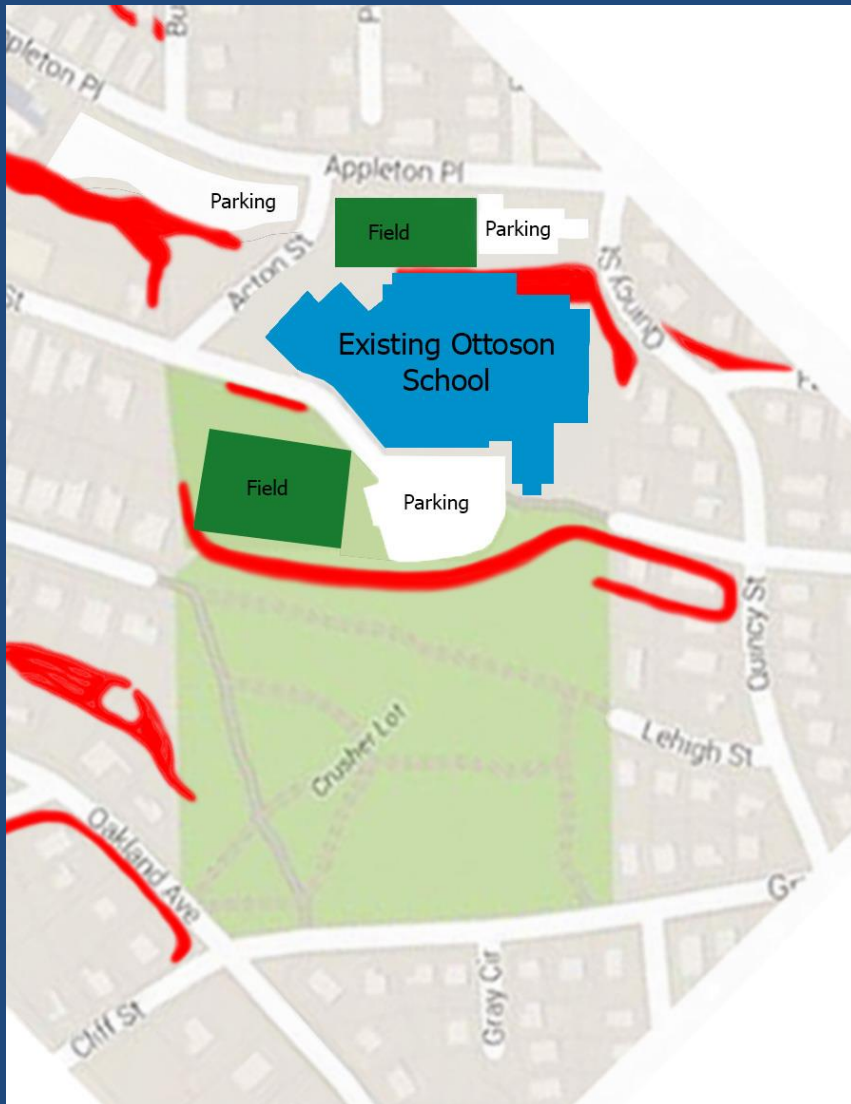 Appleton Pl
Parking
Appleton Pl
Field
Parking
Acton St
Quincy St
St
Existing Ottoson
School
Field
Parking
Quincy St
Lehigh St
Crusher Lot
Oakland Ave
Gray Cir
Cliff St